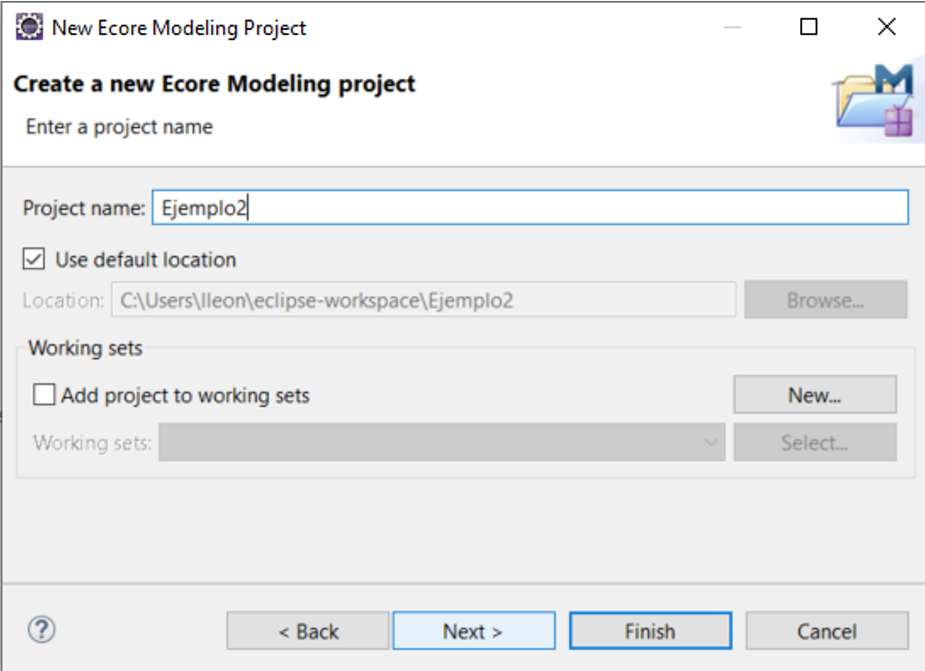 New Ecore Modeling Project
Create a new Ecore Modeling project
Enter a project name
Project name: Ejemplo2
Use default location
Location: C:\Users\lleon\eclipse-workspace\Ejemplo2 Browse...
Working sets
Add project to working sets New...
Working sets: Select...
? < Back Next > Finish Cancel